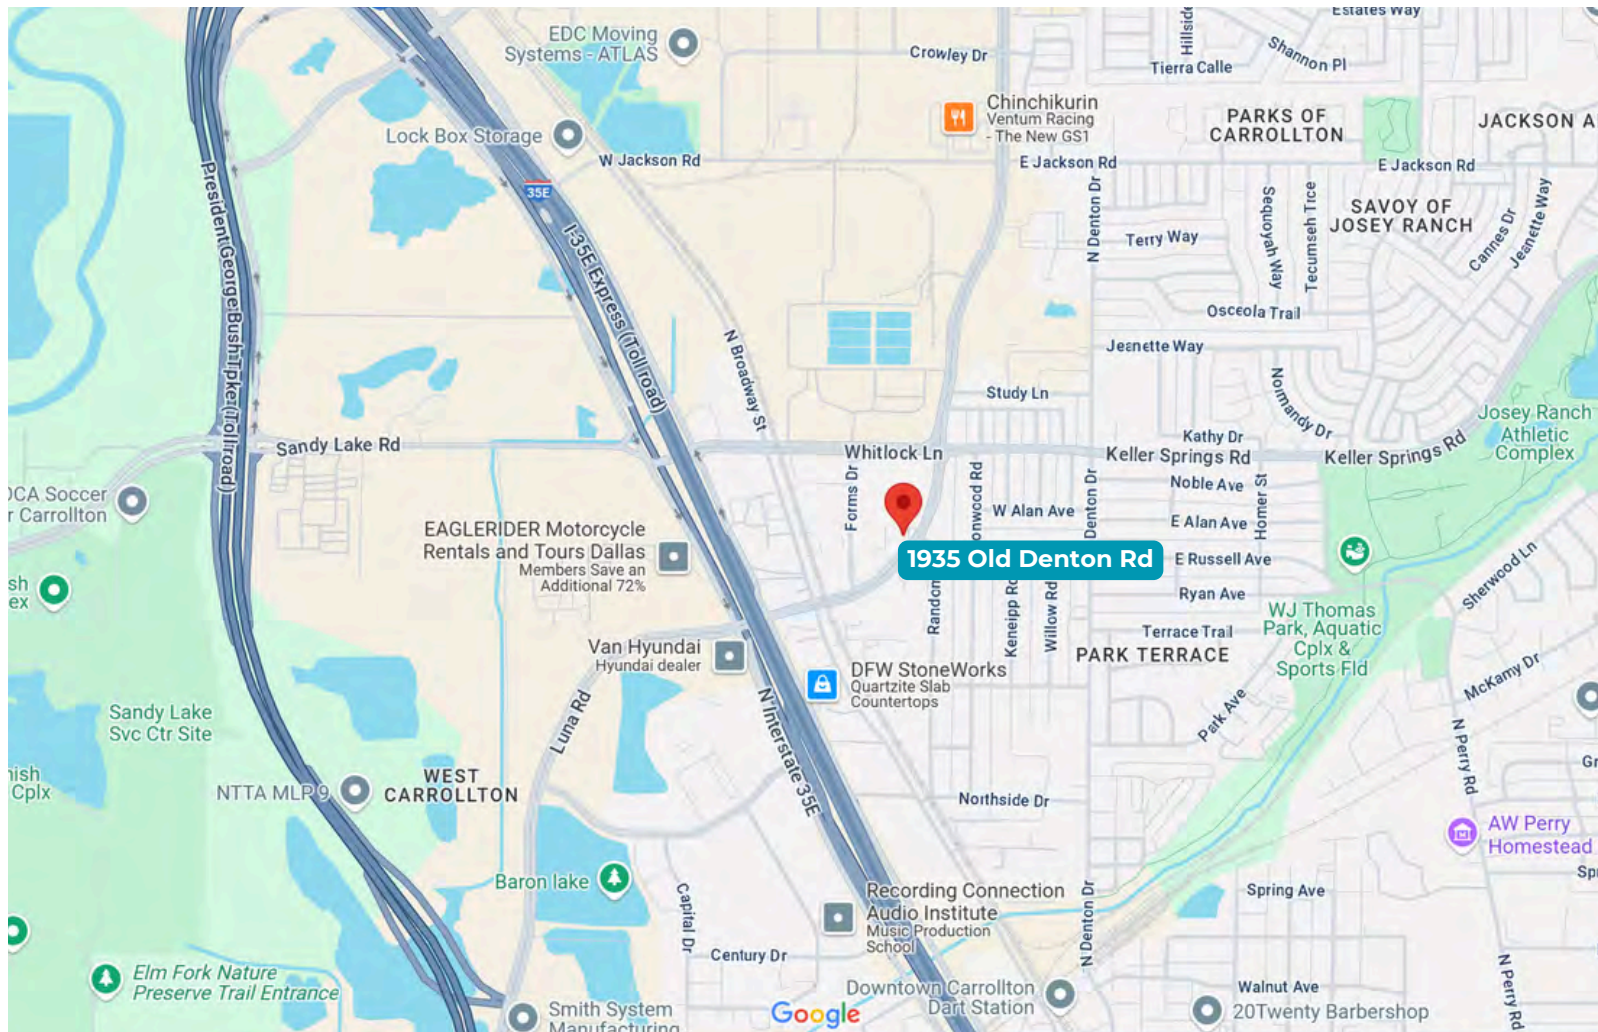 Estates Way
EDC Moving
Systems - ATLAS
Crowley Dr
Hillside
Shannon Pl
Tierra Calle
Chinchikurin
Ventum Racing
- The New GS1
PARKS OF
CARROLLTON
JACKSON A
Lock Box Storage
W Jackson Rd
E Jackson Rd
E Jackson Rd
35E
President George Bush Tpke (Toll road)
I-35E Express (Toll road)
N Denton Dr
Terry Way
Sequoyah Way
Tecumseh Trce
SAVOY OF
JOSEY RANCH
Cannes Dr
Jeanette Way
Osceola Trail
N Broadway St
Jeanette Way
Study Ln
Normandy Dr
Josey Ranch
Athletic
Complex
Sandy Lake Rd
Whitlock Ln
Kathy Dr
Keller Springs Rd
Keller Springs Rd
Noble Ave
OCA Soccer
r Carrollton
Forms Dr
onwood Rd
W Alan Ave
Denton Dr
E Alan Ave
Homer St
EAGLERIDER Motorcycle
Rentals and Tours Dallas
Members Save an
Additional 72%
1935 Old Denton Rd
E Russell Ave
Sherwood Ln
sh
ex
Random
Keneipp Rd
Willow Rd
Ryan Ave
WJ Thomas
Park, Aquatic
Cplx &
Sports Fld
Terrace Trail
PARK TERRACE
Van Hyundai
Hyundai dealer
DFW StoneWorks
Quartzite Slab
Countertops
McKamy Dr
Park Ave
Luna Rd
N Interstate 35E
Sandy Lake
Svc Ctr Site
N Perry Rd
nish
Cplx
NTTA MLP 9
WEST
CARROLLTON
Gr
Northside Dr
AW Perry
Homestead
Baron lake
Spr
Capital Dr
Recording Connection
Audio Institute
Music Production
School
Spring Ave
N Denton Dr
Century Dr
N Perry Rd
Elm Fork Nature
Preserve Trail Entrance
Downtown Carrollton
Dart Station
Walnut Ave
20Twenty Barbershop
Smith System
Manufacturing
Google